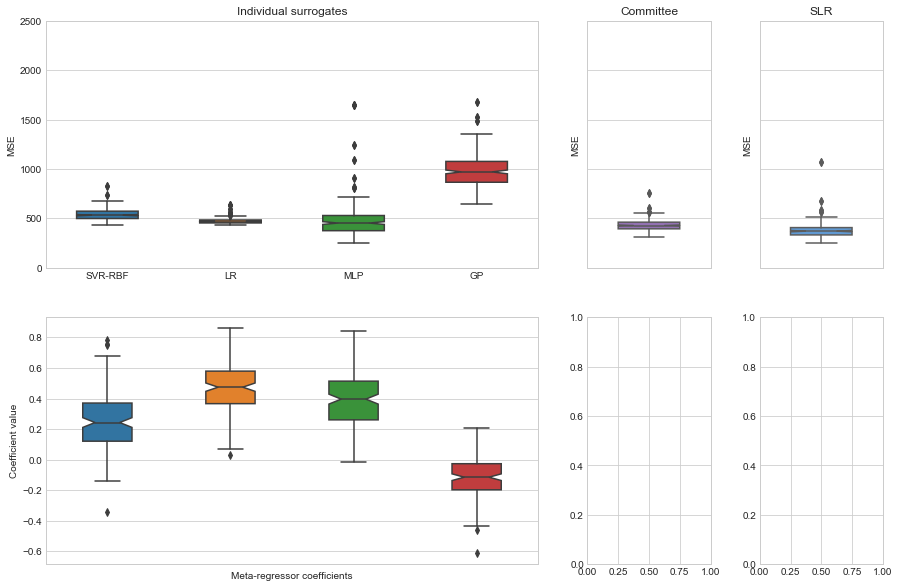 Individual surrogates
Committee
SLR
2500
2000
1500
1000
500
0
MSE
MSE
MSE
SVR-RBF
LR
MLP
GP
0.8
0.6
0.4
0.2
0.0
−0.2
−0.4
−0.6
Coefficient value
Meta-regressor coefficients
1.0
0.8
0.6
0.4
0.2
0.0
0.00 0.25 0.50 0.75 1.00
1.0
0.8
0.6
0.4
0.2
0.0
0.00 0.25 0.50 0.75 1.00